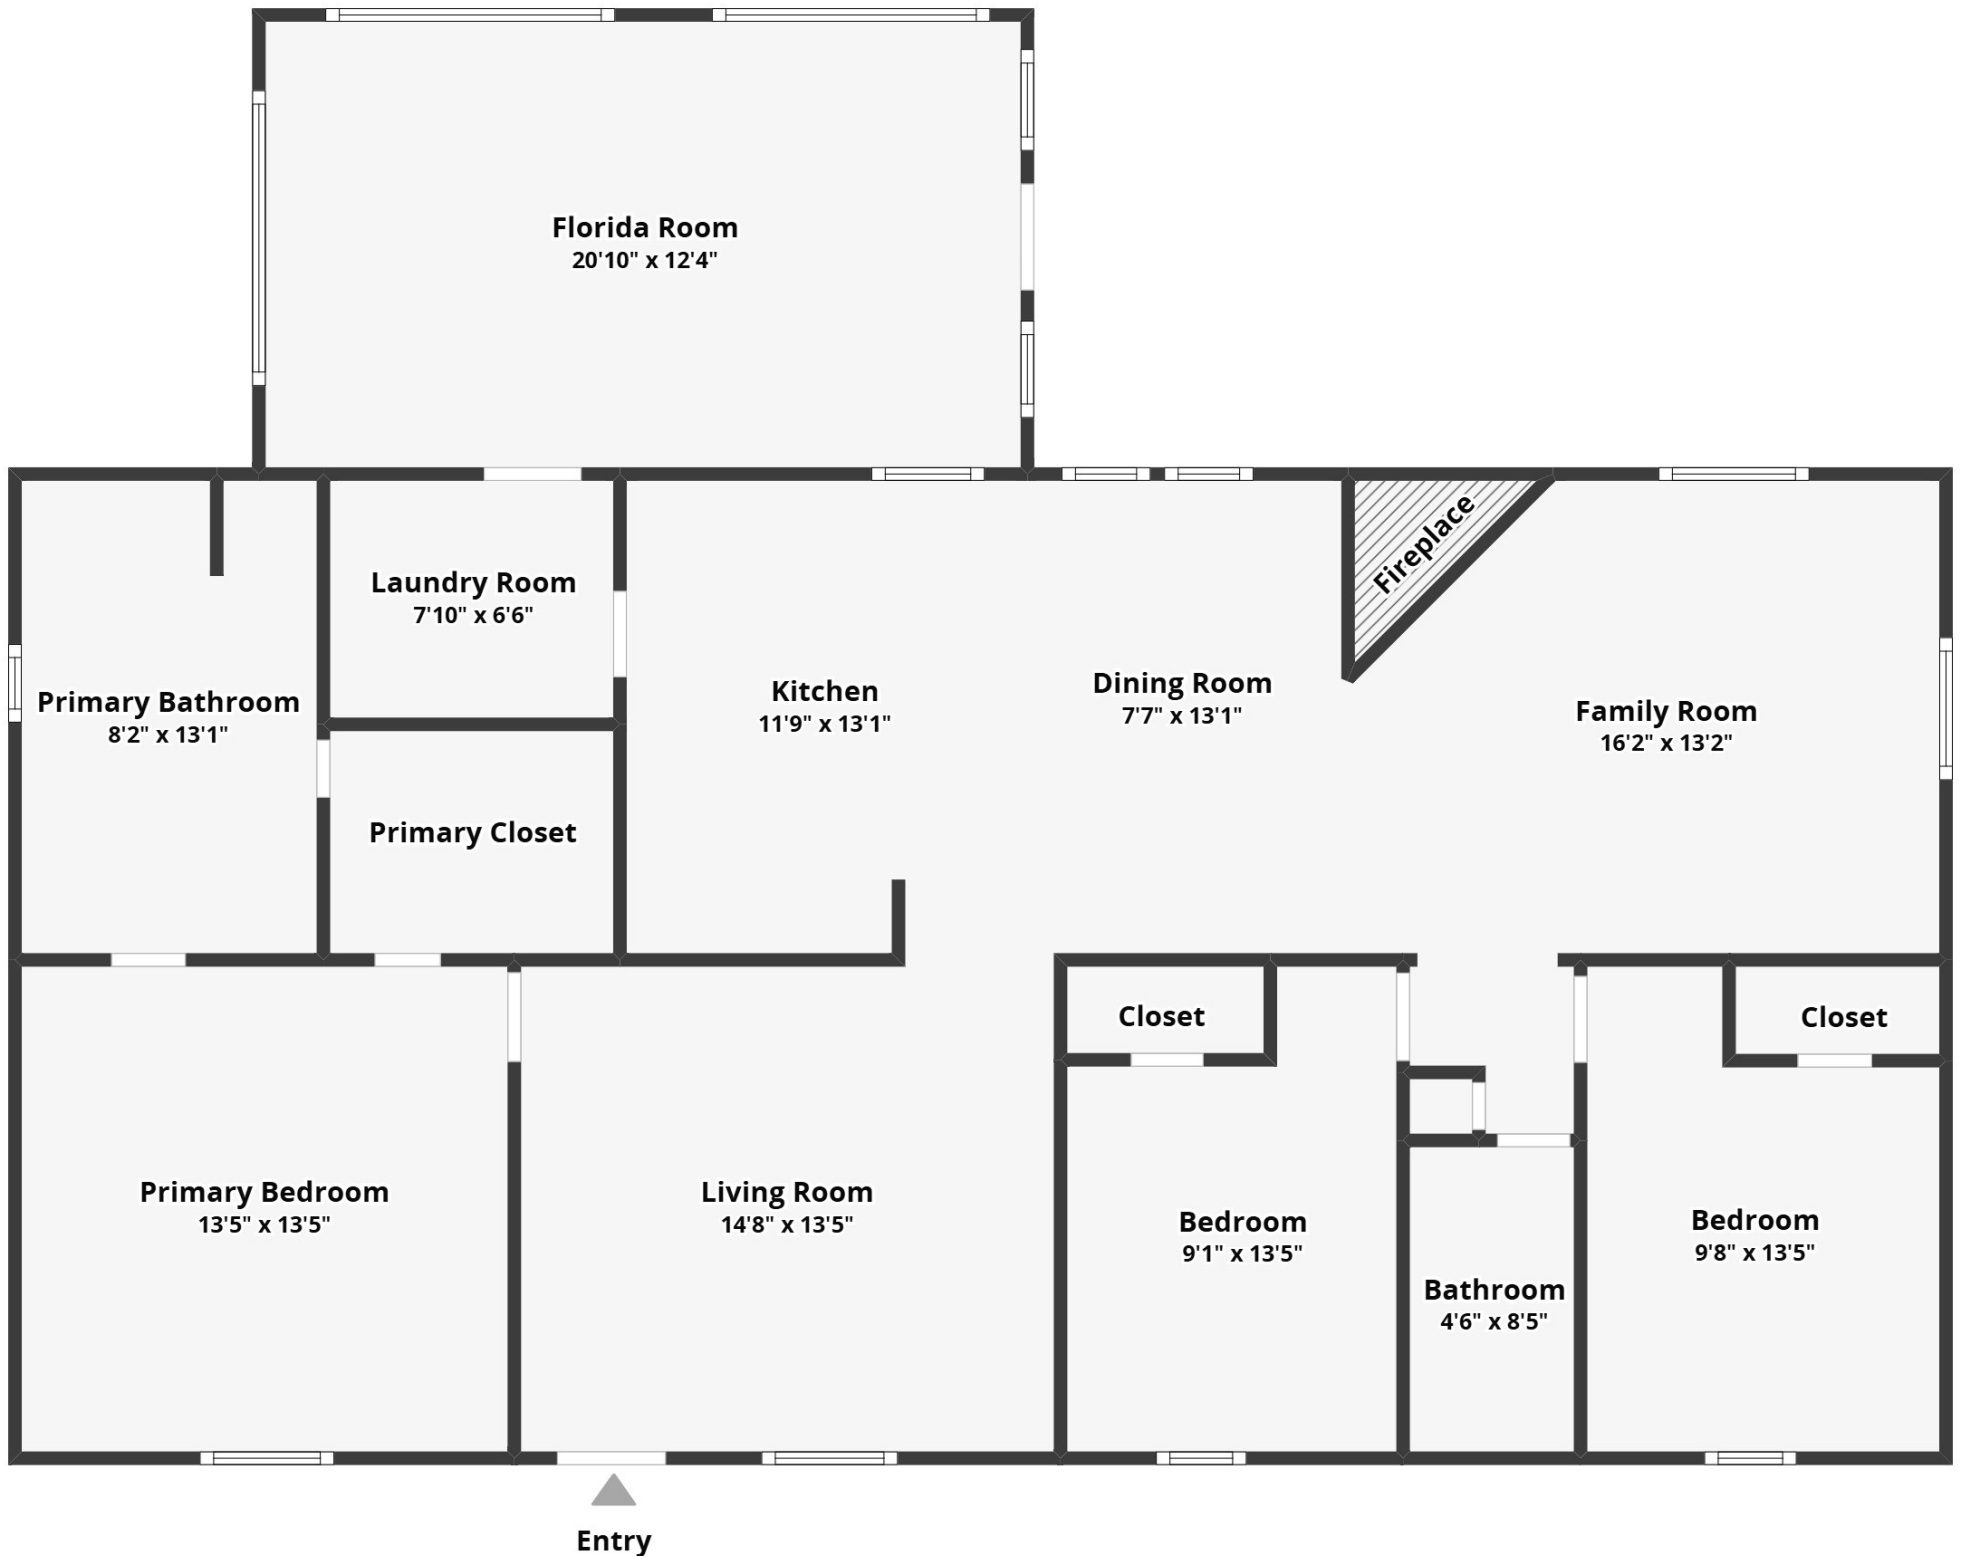 Florida Room
20'10" x 12'4"
Fireplace
Laundry Room
7'10" x 6'6"
Primary Bathroom
8'2" x 13'1"
Kitchen
11'9" x 13'1"
Dining Room
7'7" x 13'1"
Family Room
16'2" x 13'2"
Primary Closet
Closet
Closet
Primary Bedroom
13'5" x 13'5"
Living Room
14'8" x 13'5"
Bedroom
9'1" x 13'5"
Bathroom
4'6" x 8'5"
Bedroom
9'8" x 13'5"
Entry